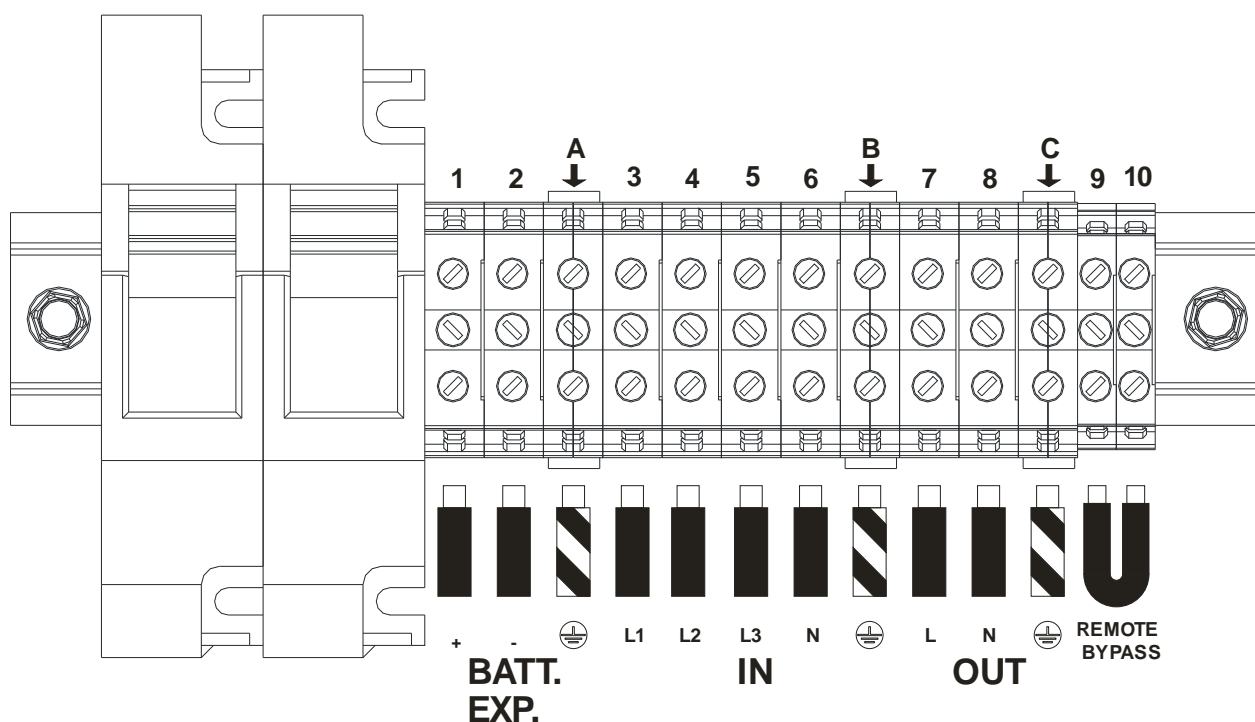 A B C
1 2 3 4 5 6 7 8 9 10
+ - L1 L2 L3 N L N REMOTE
BYPASS
BATT. IN OUT
EXP.